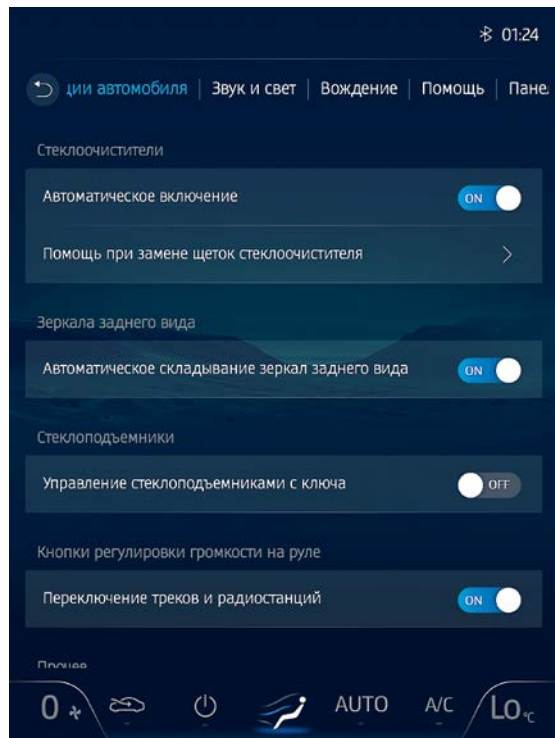 01:24
ции автомобиля | Звук и свет | Вождение | Помощь | Пане
Стеклоочистители
Автоматическое включение ON
Помощь при замене щеток стеклоочистителя
Зеркала заднего вида
Автоматическое складывание зеркал заднего вида ON
Стеклоподъемники
Управление стеклоподъемниками с ключа OFF
Кнопки регулировки громкости на руле
Переключение треков и радиостанций ON
Прочее
0 AUTO A/C Lo °C